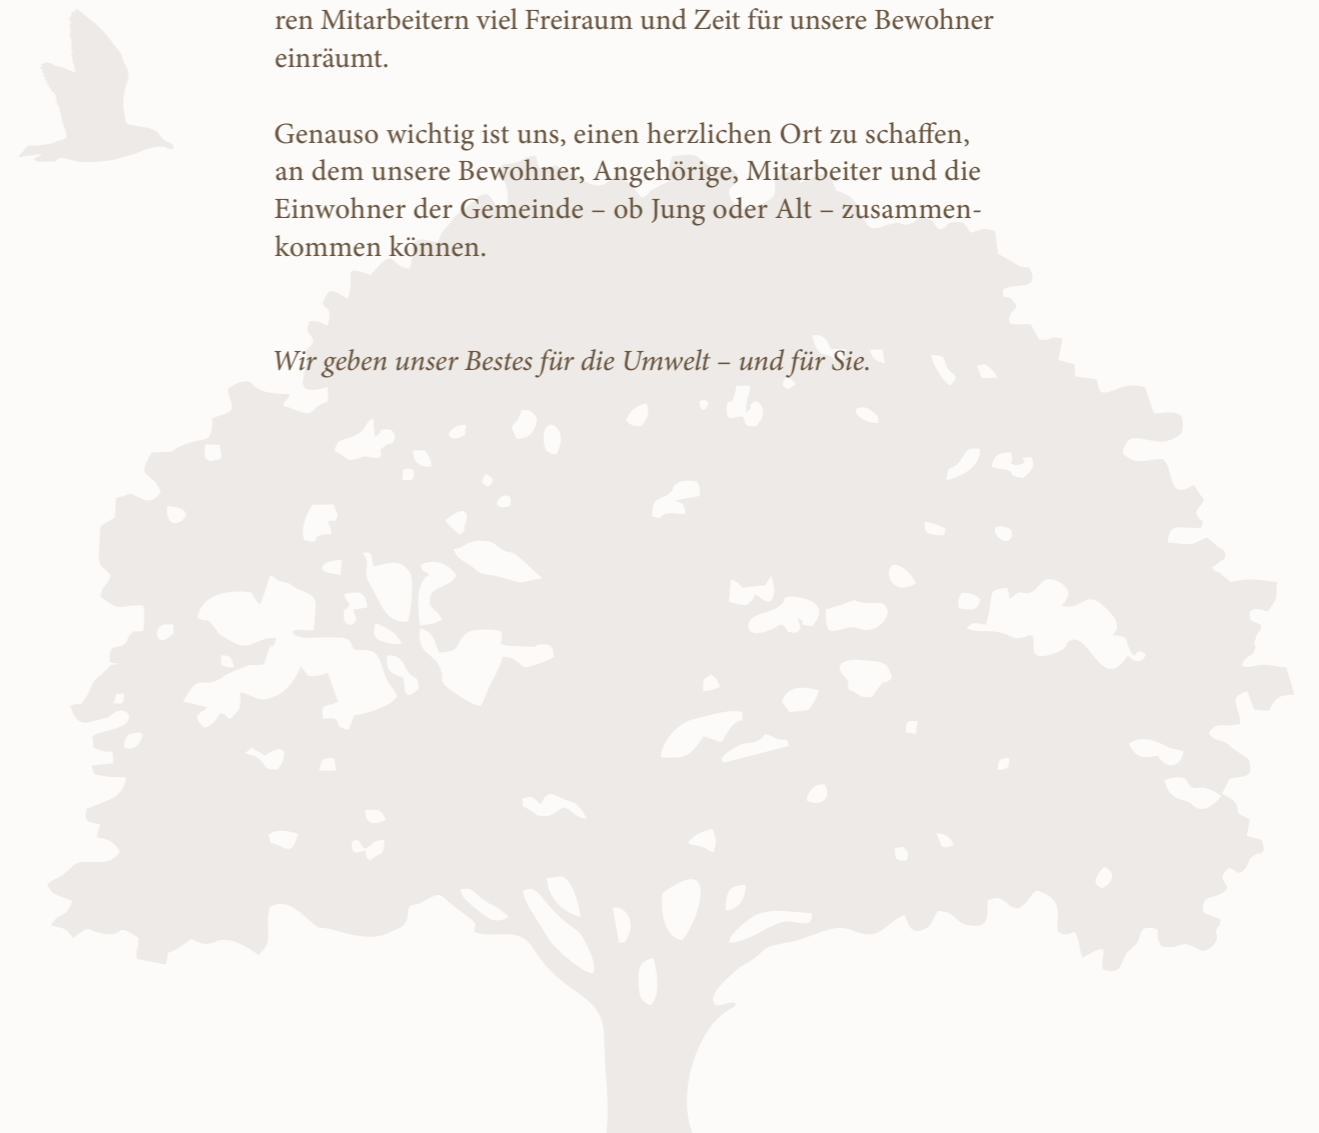 ren Mitarbeitern viel Freiraum und Zeit für unsere Bewohner
einräumt.
Genauso wichtig ist uns, einen herzlichen Ort zu schaffen,
an dem unsere Bewohner, Angehörige, Mitarbeiter und die
Einwohner der Gemeinde – ob Jung oder Alt – zusammen-
kommen können.
Wir geben unser Bestes für die Umwelt – und für Sie.